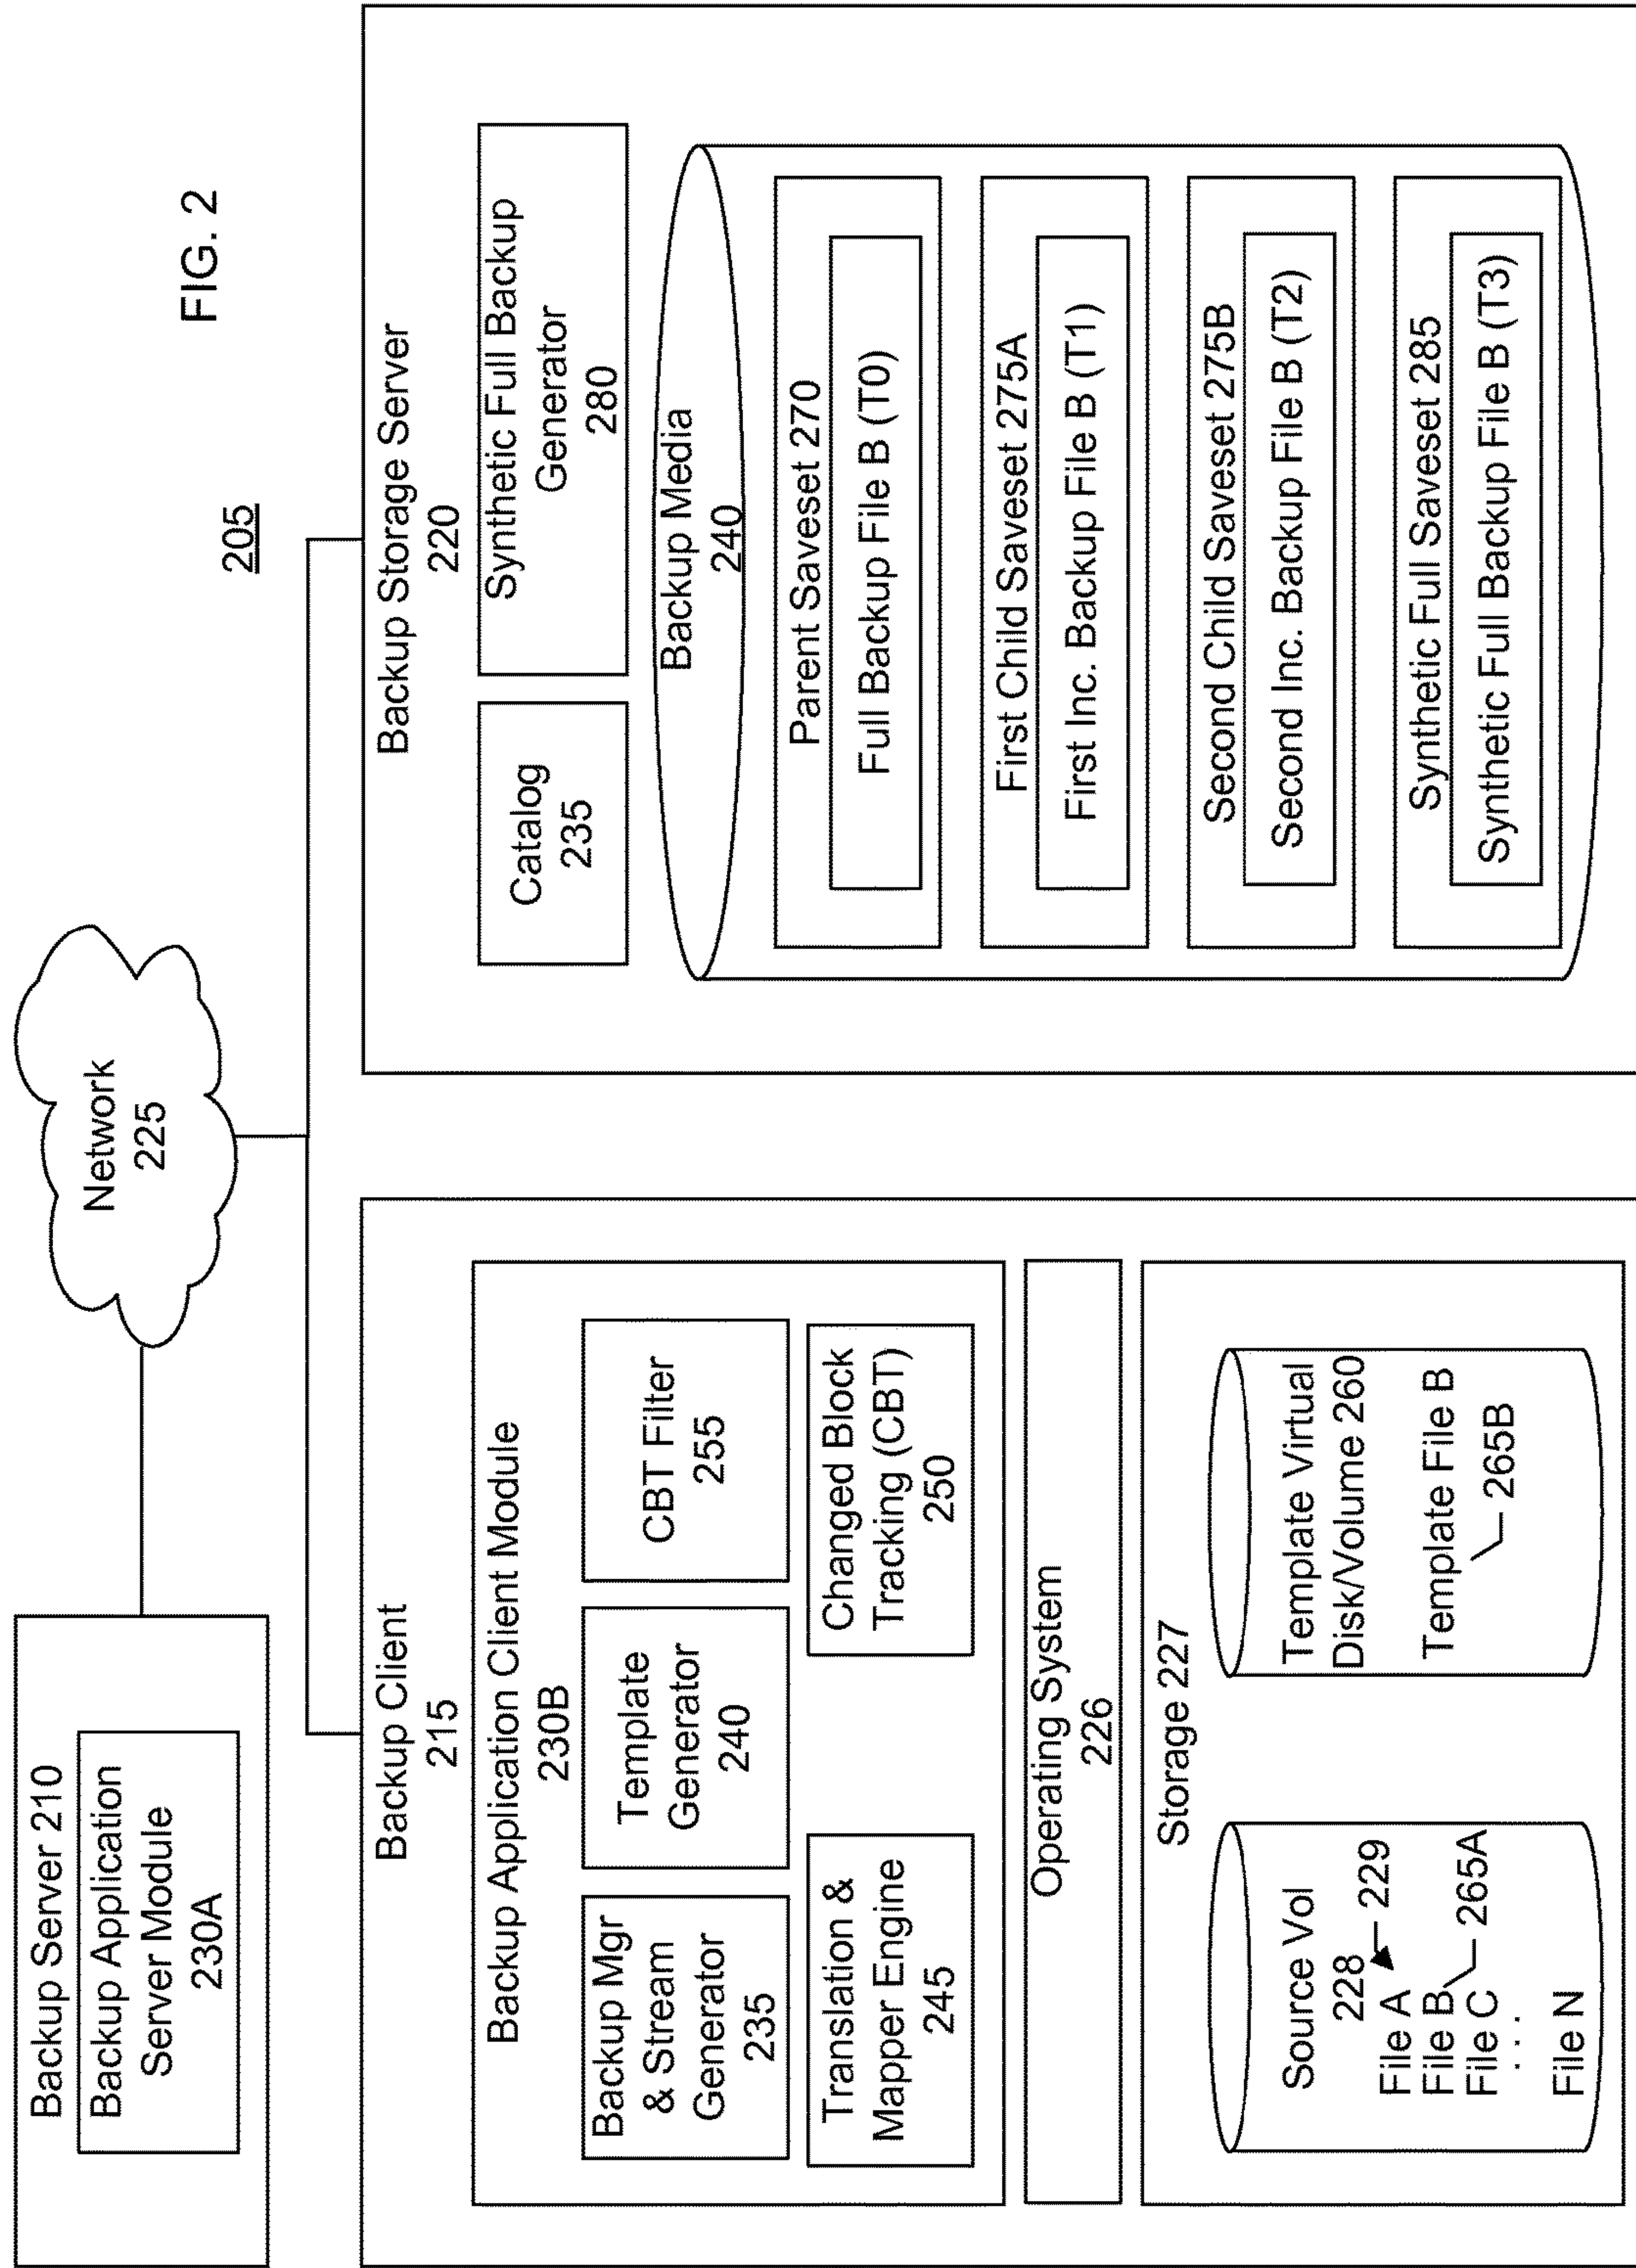 FIG. 2
205
Backup Server 210
Backup Application
Server Module
230A
Network
225
Backup Client
215
Backup Application Client Module
230B
Backup Mgr
& Stream
Generator
235
Template
Generator
240
CBT Filter
255
Translation &
Mapper Engine
245
Changed Block
Tracking (CBT)
250
Operating System
226
Storage 227
Source Vol
228
229
File A
File B
265A
File C
. . .
File N
Template Virtual
Disk/Volume 260
Template File B
265B
Backup Storage Server
220
Catalog
235
Synthetic Full Backup
Generator
280
Backup Media
240
Parent Saveset 270
Full Backup File B (T0)
First Child Saveset 275A
First Inc. Backup File B (T1)
Second Child Saveset 275B
Second Inc. Backup File B (T2)
Synthetic Full Saveset 285
Synthetic Full Backup File B (T3)